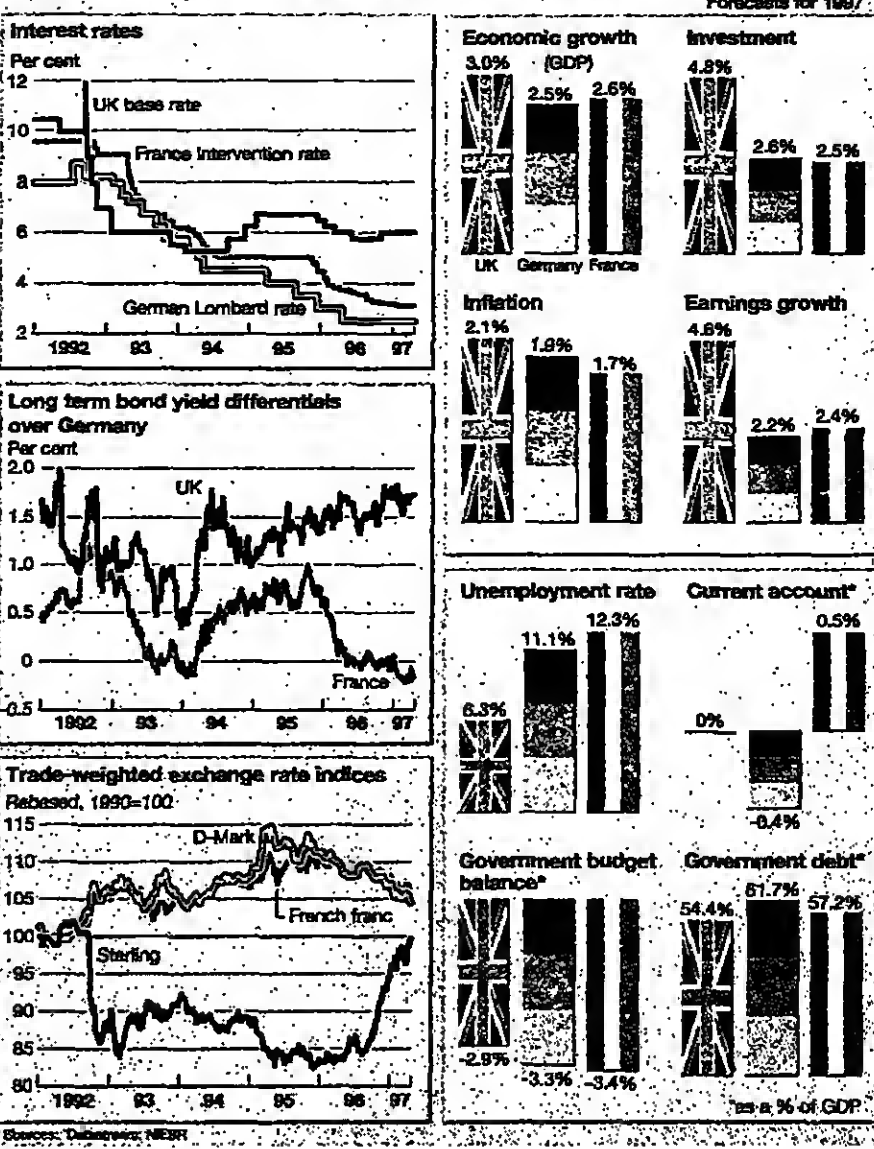 Forecasts for 1997
Interest rates
Per cent
12
10
8
6
4
2
UK base rate
France Intervention rate
German Lombard rate
1992 93 94 95 96 97
Long term bond yield differentials
over Germany
Per cent
2.0
1.5
1.0
0.5
0
0.5
UK
France
1992 93 94 95 96 97
Trade-weighted exchange rate indices
Rebased, 1990=100
115
110
105
100
95
90
85
80
D-Mark
French franc
Sterling
1992 93 94 95 96 97
Sources: Datastream; NIESR
Economic growth
(GDP)
3.0%
2.5%
2.6%
UK Germany France
Investment
4.8%
2.6%
2.5%
Inflation
2.1%
1.9%
1.7%
Earnings growth
4.6%
2.2%
2.4%
Unemployment rate
6.3%
11.1%
12.3%
Current account*
0%
-0.4%
0.5%
Government budget
balance*
-2.9%
-3.3%
-3.4%
Government debt*
54.4%
61.7%
57.2%
*as a % of GDP